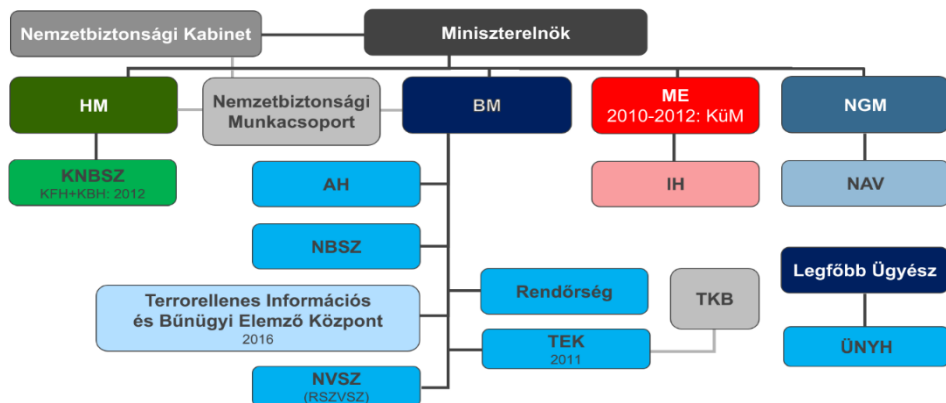 Nemzetbiztonsági Kabinet
Miniszterelnök
HM
Nemzetbiztonsági
Munkacsoport
BM
ME
2010-2012: KüM
NGM
KNBSZ
KFH+KBH: 2012
AH
IH
NAV
NBSZ
Terrorellenes Információs
és Bűnügyi Elemző Központ
2016
Rendőrség
TKB
Legfőbb Ügyész
TEK
2011
ÜNYH
NVSZ
(RSZVSZ)